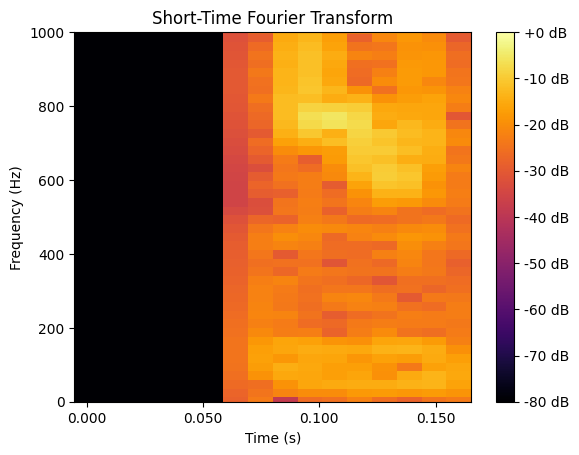 Short-Time Fourier Transform
1000
800
600
400
200
0
Frequency (Hz)
0.000
0.050
0.100
0.150
Time (s)
+0 dB
-10 dB
-20 dB
-30 dB
-40 dB
-50 dB
-60 dB
-70 dB
-80 dB